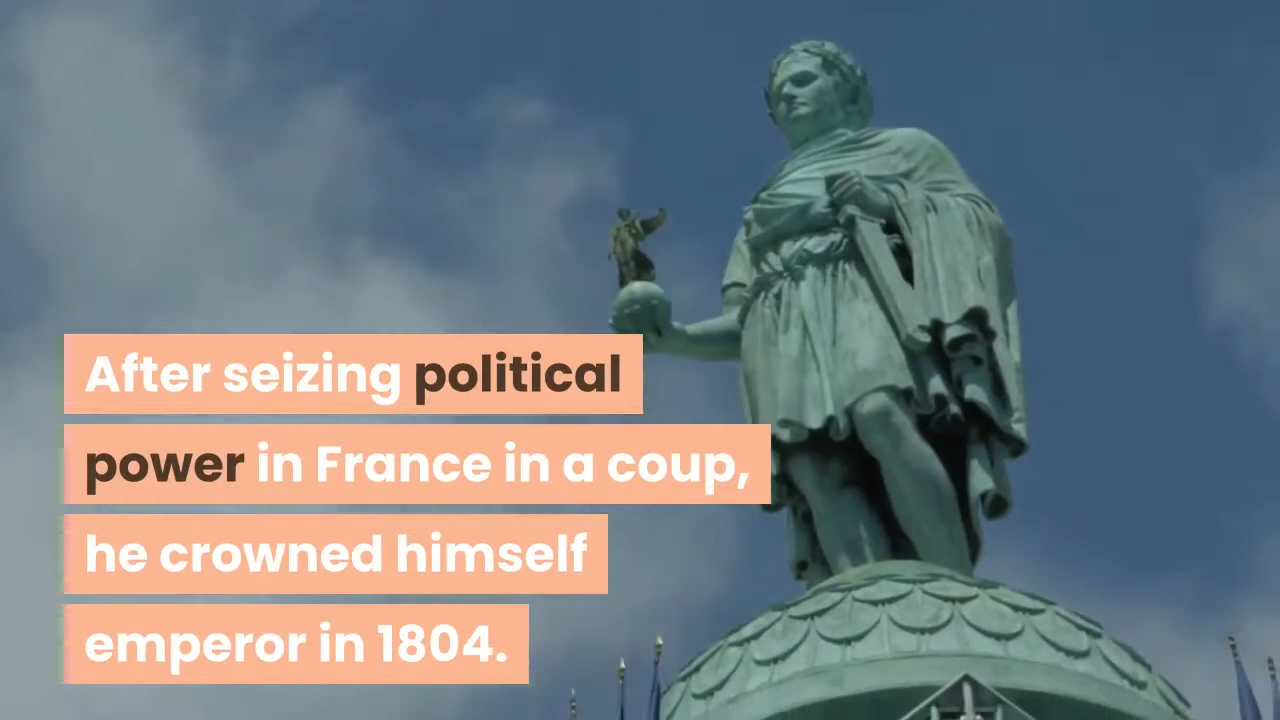 After seizing political
power in France in a coup,
he crowned himself
emperor in 1804.